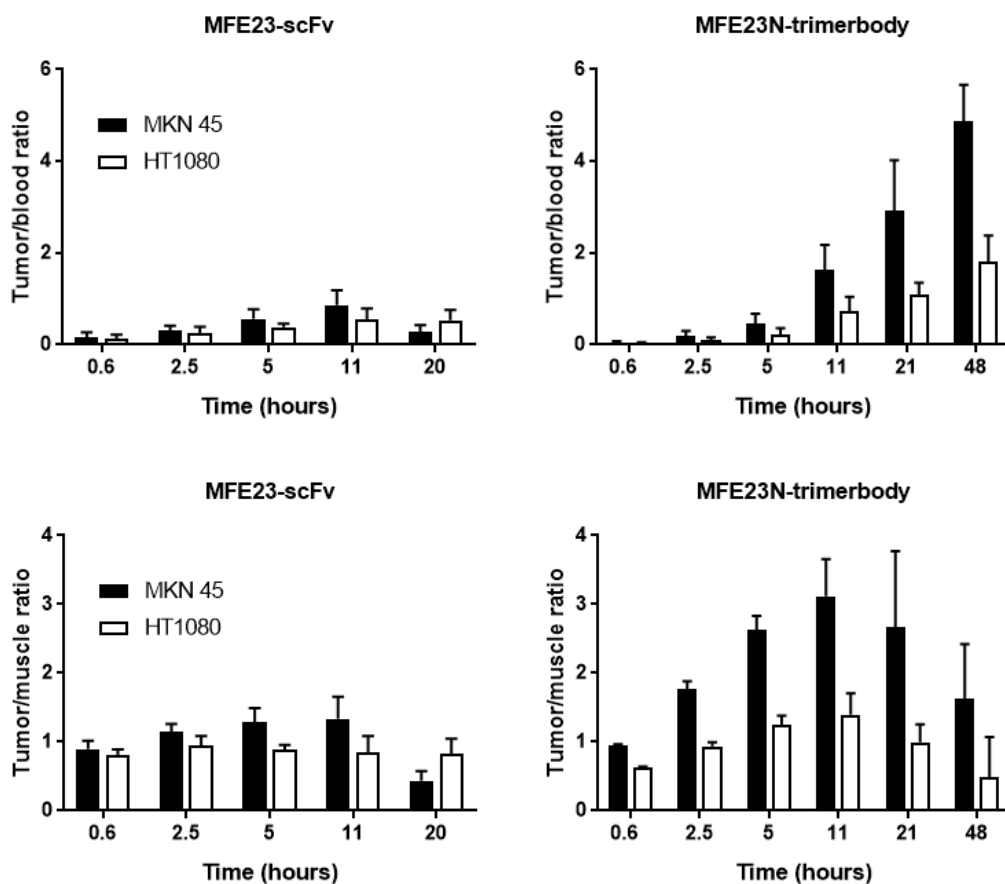 MFE23-scFv
Tumor/blood ratio
6
4
2
0
MKN 45
HT1080
0.6 2.5 5 11 20
Time (hours)
MFE23N-trimerbody
Tumor/blood ratio
6
4
2
0
0.6 2.5 5 11 21 48
Time (hours)
MFE23-scFv
Tumor/muscle ratio
4
3
2
1
0
MKN 45
HT1080
0.6 2.5 5 11 20
Time (hours)
MFE23N-trimerbody
Tumor/muscle ratio
4
3
2
1
0
0.6 2.5 5 11 21 48
Time (hours)